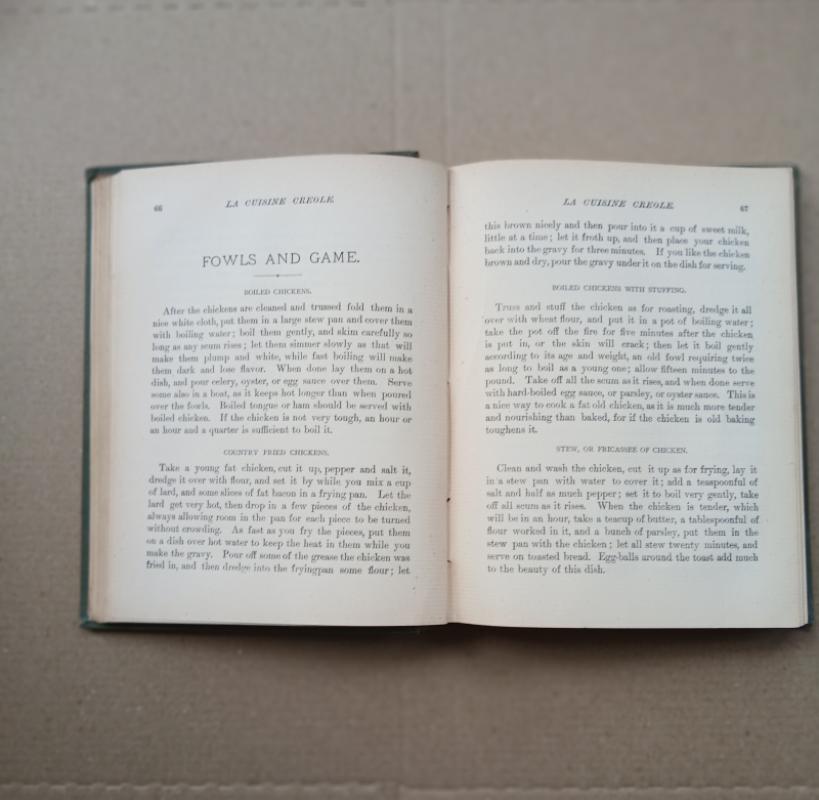 66
LA CUISINE CREOLE.
FOWLS AND GAME.
BOILED CHICKENS.
After the chickens are cleaned and trussed fold them in a
nice white cloth, put them in a large stew pan and cover them
with boiling water; boil them gently, and skim carefully so
long as any scum rises; let them simmer slowly as that will
make them plump and white, while fast boiling will make
them dark and lose flavor. When done lay them on a hot
dish, and pour celery, oyster, or egg sauce over them. Serve
some also in a boat, as it keeps hot longer than when poured
over the fowls. Boiled tongue or ham should be served with
boiled chicken. If the chicken is not very tough, an hour or
an hour and a quarter is sufficient to boil it.
COUNTRY FRIED CHICKENS.
Take a young fat chicken, cut it up, pepper and salt it,
dredge it over with flour, and set it by while you mix a cup
of lard, and some slices of fat bacon in a frying pan. Let the
lard get very hot, then drop in a few pieces of the chicken,
always allowing room in the pan for each piece to be turned
without crowding. As fast as you fry the pieces, put them
on a dish over hot water to keep the heat in them while you
make the gravy. Pour off some of the grease the chicken was
fried in, and then dredge into the fryingpan some flour; let
LA CUISINE CREOLE.
67
this brown nicely and then pour into it a cup of sweet milk,
little at a time; let it froth up, and then place your chicken
back into the gravy for three minutes. If you like the chicken
brown and dry, pour the gravy under it on the dish for serving.
BOILED CHICKENS WITH STUFFING.
Truss and stuff the chicken as for roasting, dredge it all
over with wheat flour, and put it in a pot of boiling water;
take the pot off the fire for five minutes after the chicken
is put in, or the skin will crack; then let it boil gently
according to its age and weight, an old fowl requiring twice
as long to boil as a young one; allow fifteen minutes to the
pound. Take off all the scum as it rises, and when done serve
with hard-boiled egg sauce, or parsley, or oyster sauce. This is
a nice way to cook a fat old chicken, as it is much more tender
and nourishing than baked, for if the chicken is old baking
toughens it.
STEW, OR FRICASSEE OF CHICKEN.
Clean and wash the chicken, cut it up as for frying, lay it
in a stew pan with water to cover it; add a teaspoonful of
salt and half as much pepper; set it to boil very gently, take
off all scum as it rises. When the chicken is tender, which
will be in an hour, take a teacup of butter, a tablespoonful of
flour worked in it, and a bunch of parsley, put them in the
stew pan with the chicken; let all stew twenty minutes, and
serve on toasted bread. Egg-balls around the toast add much
to the beauty of this dish.